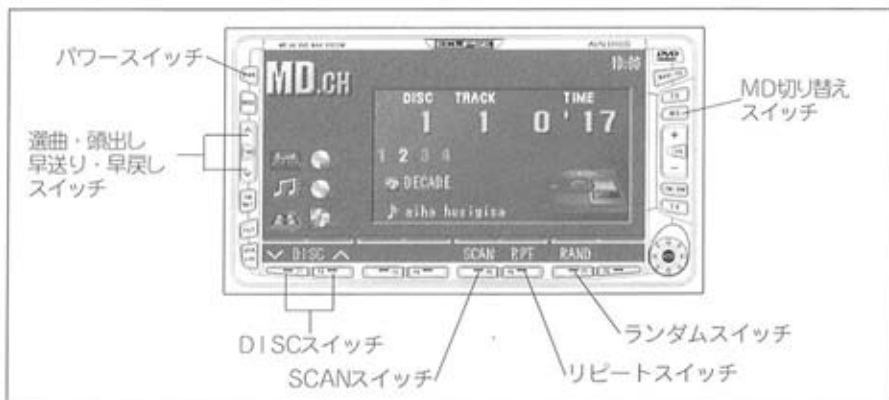 パワースイッチ
選曲・頭出し
早送り・早戻し
スイッチ
MD切り替え
スイッチ
ECLIPSE
DVD
MD.CH
10:00
DISC TRACK TIME
1 1 0'17
1 2 3 4
DECADE
DISC
SCAN RPT RAND
DISCスイッチ
SCANスイッチ
リピートスイッチ
ランダムスイッチ